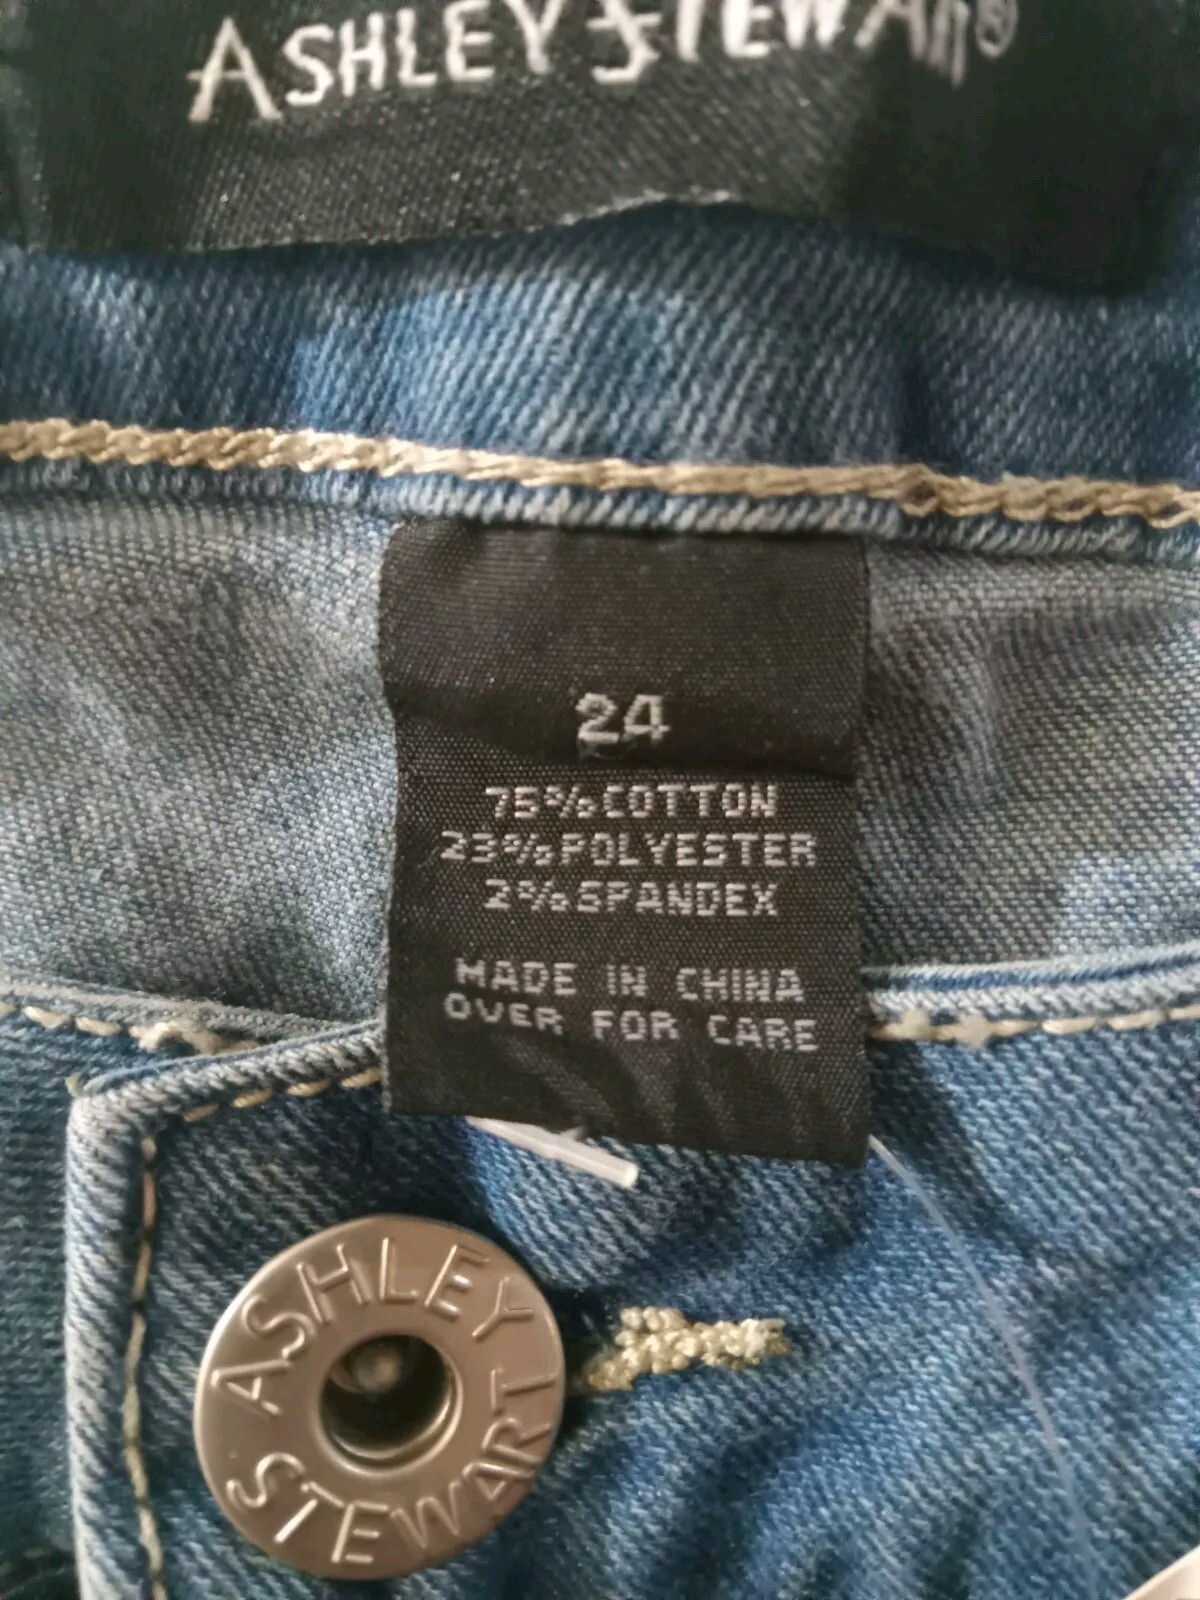 ASHLEY STEWART®
24
75%COTTON
23%POLYESTER
2%SPANDEX
MADE IN CHINA
OVER FOR CARE
ASHLEY
STEWART